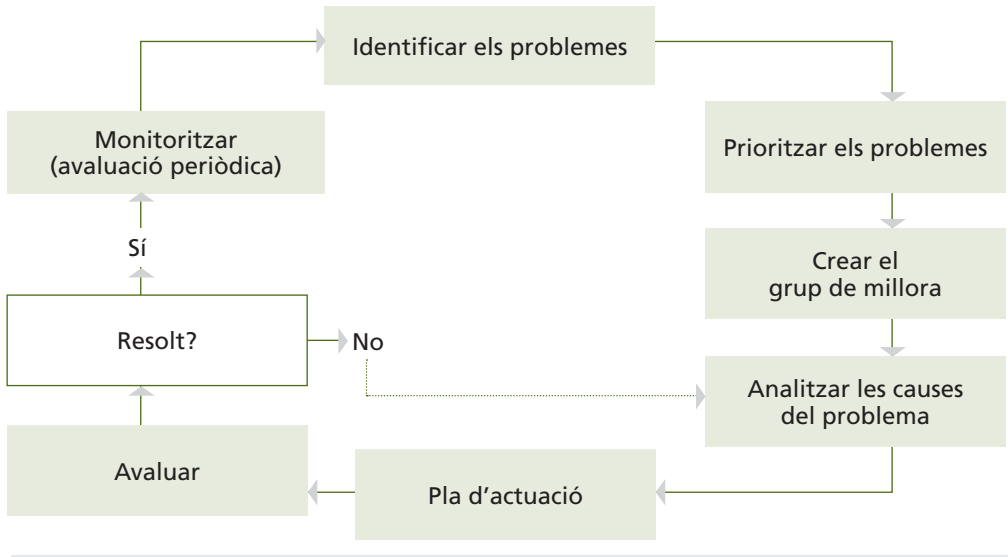 Identificar els problemes
Monitoritzar
(avaluació periòdica)
Prioritzar els problemes
Sí
Crear el
grup de millora
Resolt?
No
Analitzar les causes
del problema
Avaluar
Pla d’actuació